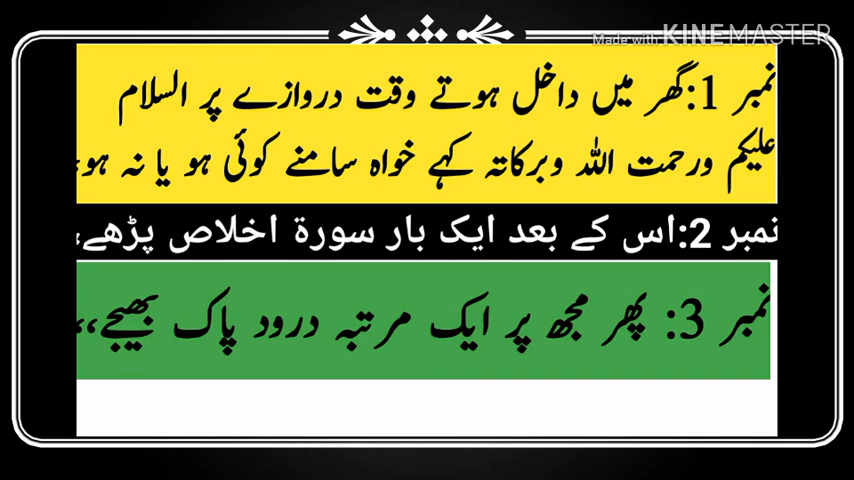 Made with KINEMASTER
نمبر 1:گھر میں داخل ہوتے وقت دروازے پر السلام
علیکم ورحمت اللہ وبرکاتہ کہے خواہ سامنے کوئی ہو یا نہ ہو،
نمبر 2:اس کے بعد ایک بار سورۃ اخلاص پڑھے،
نمبر 3: پھر مجھ پر ایک مرتبہ درود پاک بھیجے،،